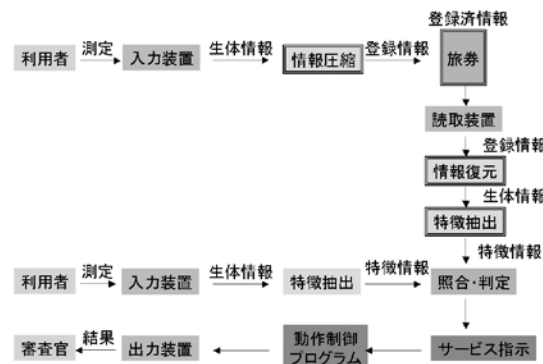 登録済情報
測定
生体情報
登録情報
利用者
入力装置
情報圧縮
旅券
読取装置
登録情報
情報復元
生体情報
特徴抽出
特徴情報
測定
生体情報
特徴情報
利用者
入力装置
特徴抽出
照合・判定
結果
動作制御
プログラム
審査官
出力装置
サービス指示